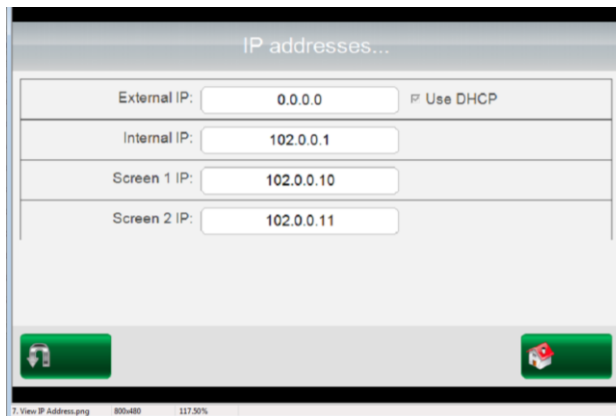 IP addresses...
External IP: 0.0.0.0 Use DHCP
Internal IP: 102.0.0.1
Screen 1 IP: 102.0.0.10
Screen 2 IP: 102.0.0.11
7. View IP Address.png 800x480 117.50%